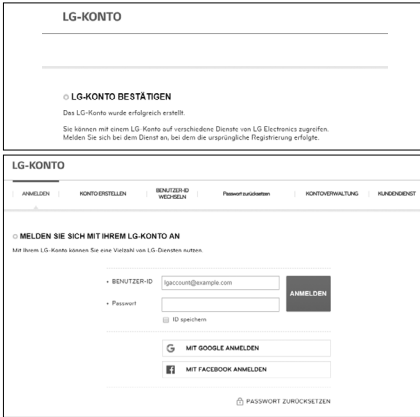 LG-KONTO
LG-KONTO BESTÄTIGEN
Das LG-Konto wurde erfolgreich erstellt.
Sie können mit einem LG-Konto auf verschiedene Dienste von LG Electronics zugreifen.
Melden Sie sich bei dem Dienst an, bei dem die ursprüngliche Registrierung erfolgte.
LG-KONTO
ANMELDEN KONTO ERSTELLEN BENUTZER-ID WECHSELN Passwort zurücksetzen KONTOVERWALTUNG KUNDENDIENST
MELDEN SIE SICH MIT IHREM LG-KONTO AN
Mit Ihrem LG-Konto können Sie eine Vielzahl von LG-Diensten nutzen.
BENUTZER-ID lgaccount@example.com
ANMELDEN
Passwort
ID speichern
G MIT GOOGLE ANMELDEN
f MIT FACEBOOK ANMELDEN
PASSWORT ZURÜCKSETZEN